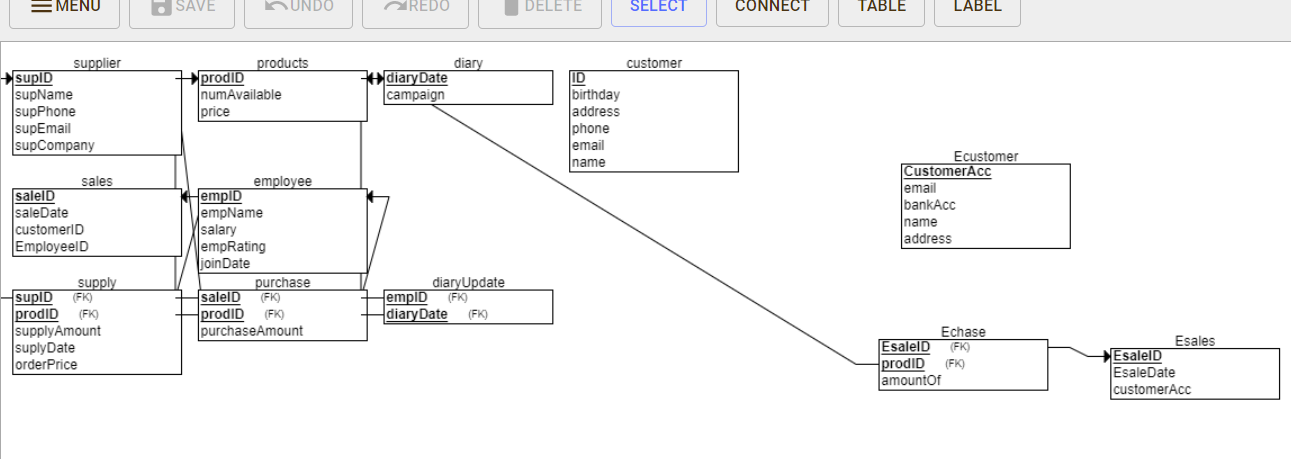 MENU
SAVE
UNDO
REDO
DELETE
SELECT
CONNECT
TABLE
LABEL
supplier
supID
supName
supPhone
supEmail
supCompany
products
prodID
numAvailable
price
diary
diaryDate
campaign
customer
ID
birthday
address
phone
email
name
Ecustomer
CustomerAcc
email
bankAcc
name
address
sales
saleID
saleDate
customerID
EmployeeID
employee
empID
empName
salary
empRating
joinDate
supply
supID (FK)
prodID (FK)
supplyAmount
suplyDate
orderPrice
purchase
saleID (FK)
prodID (FK)
purchaseAmount
diaryUpdate
empID (FK)
diaryDate (FK)
Echase
EsaleID (FK)
prodID (FK)
amountOf
Esales
EsaleID
EsaleDate
customerAcc